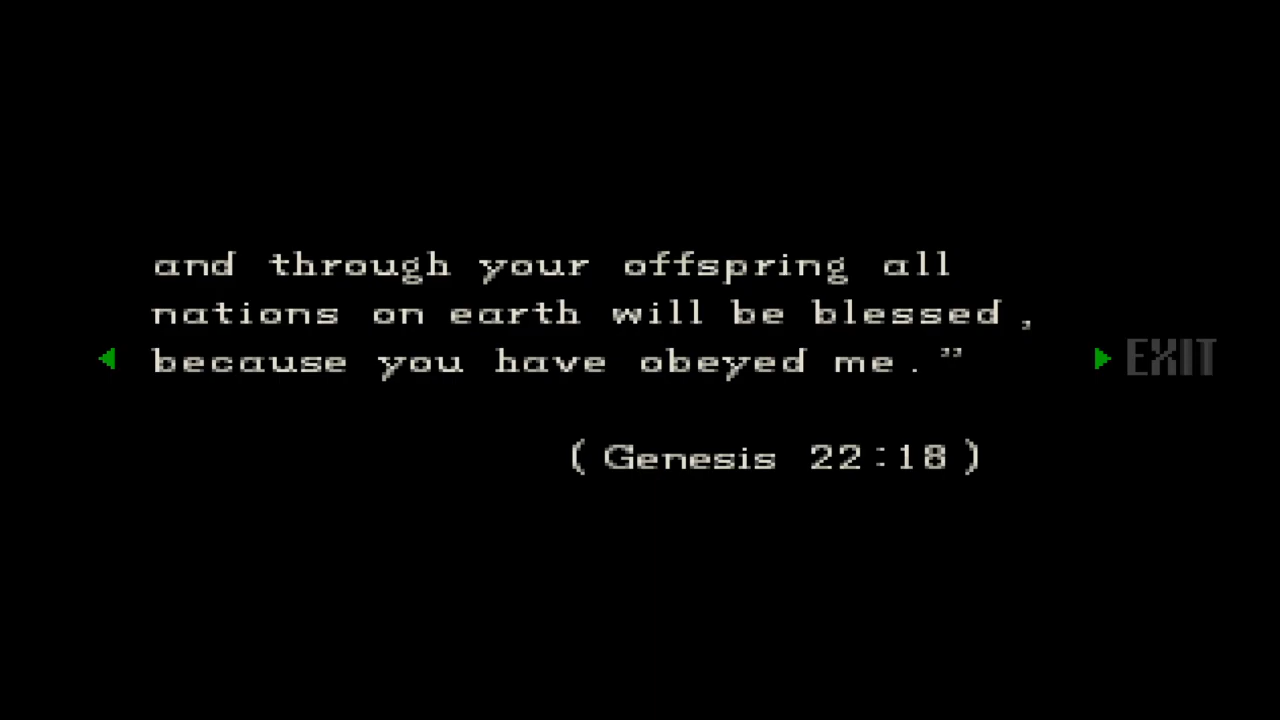 and through your offspring all
nations on earth will be blessed,
because you have obeyed me.”
EXIT
(Genesis 22:18)